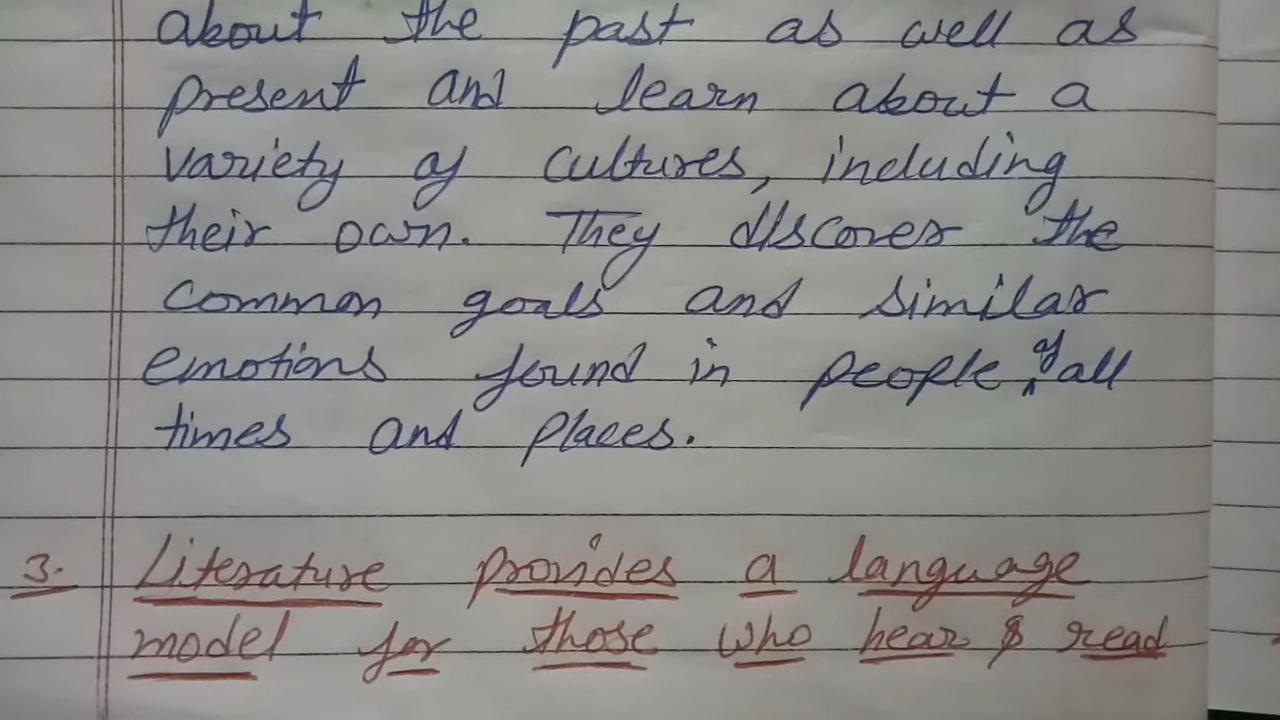 about the past as well as
present and learn about a
variety of cultures, including
their own. They discover the
common goals and similar
emotions found in people of all
times and places.
3. Literature provides a language
model for those who hear & read